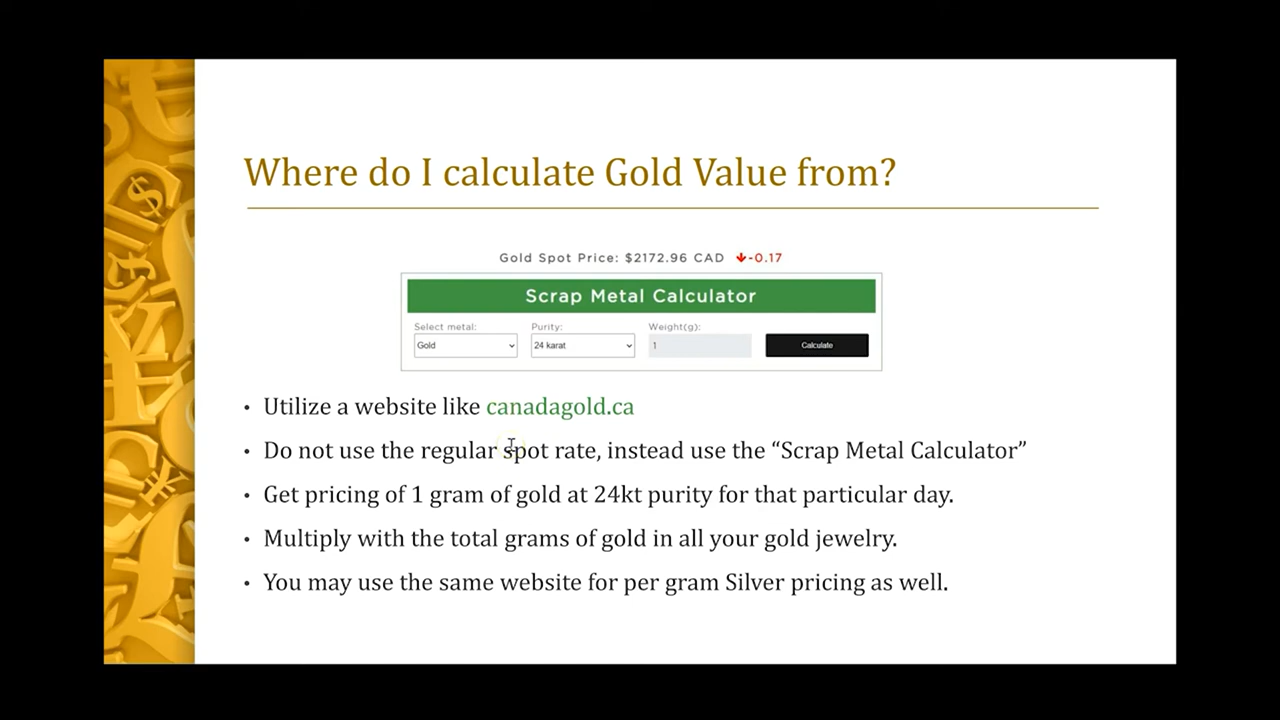 Where do I calculate Gold Value from?
Gold Spot Price: $2172.96 CAD -0.17
Scrap Metal Calculator
Select metal: Purity: Weight(g):
Gold 24 karat 1 Calculate
• Utilize a website like canadagold.ca
• Do not use the regular spot rate, instead use the “Scrap Metal Calculator”
• Get pricing of 1 gram of gold at 24kt purity for that particular day.
• Multiply with the total grams of gold in all your gold jewelry.
• You may use the same website for per gram Silver pricing as well.